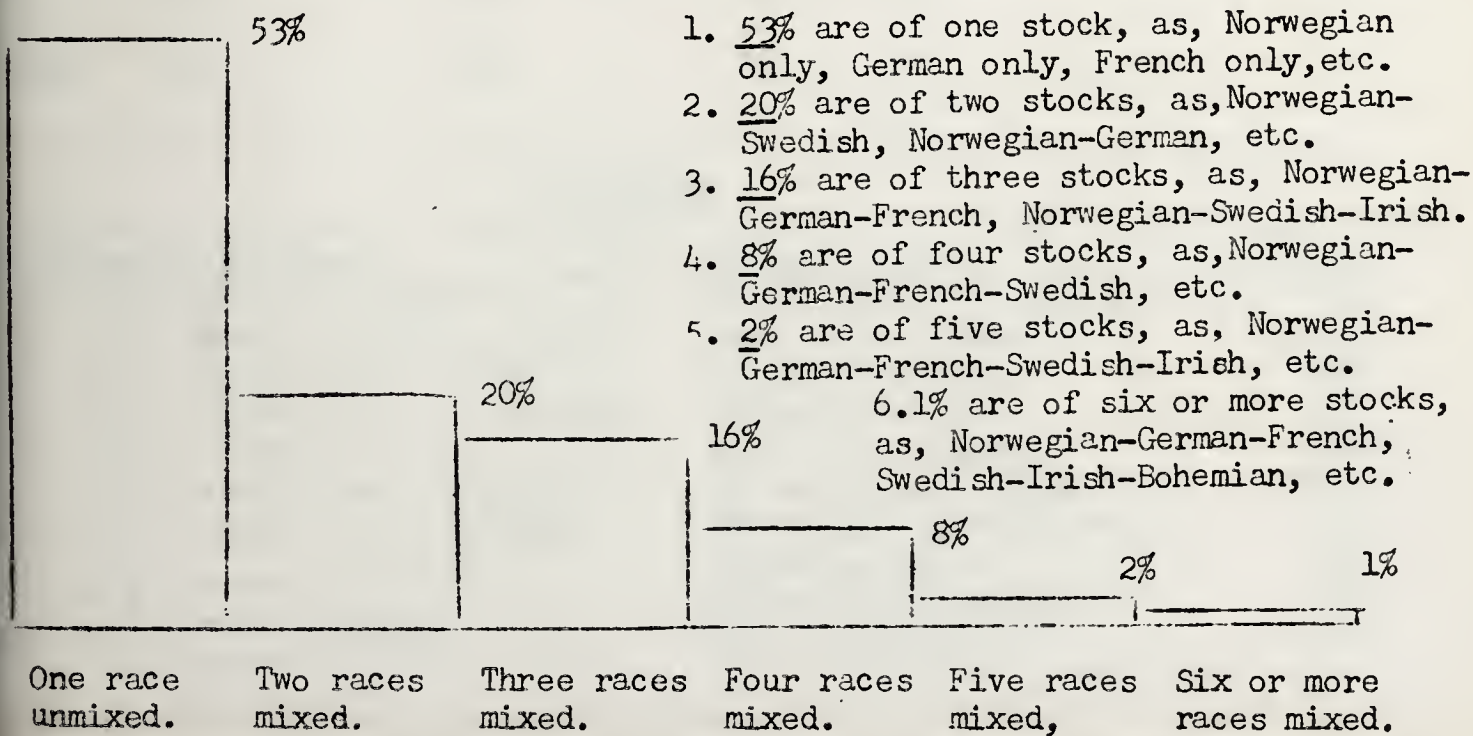 53%
1. 53% are of one stock, as, Norwegian
only, German only, French only,etc.
2. 20% are of two stocks, as,Norwegian-
Swedish, Norwegian-German, etc.
3. 16% are of three stocks, as, Norwegian-
German-French, Norwegian-Swedish-Irish.
4. 8% are of four stocks, as,Norwegian-
German-French-Swedish, etc.
5. 2% are of five stocks, as, Norwegian-
German-French-Swedish-Irish, etc.
6.1% are of six or more stocks,
as, Norwegian-German-French,
Swedish-Irish-Bohemian, etc.
20%
16%
8%
2%
1%
One race
unmixed.
Two races
mixed.
Three races
mixed.
Four races
mixed.
Five races
mixed,
Six or more
races mixed.